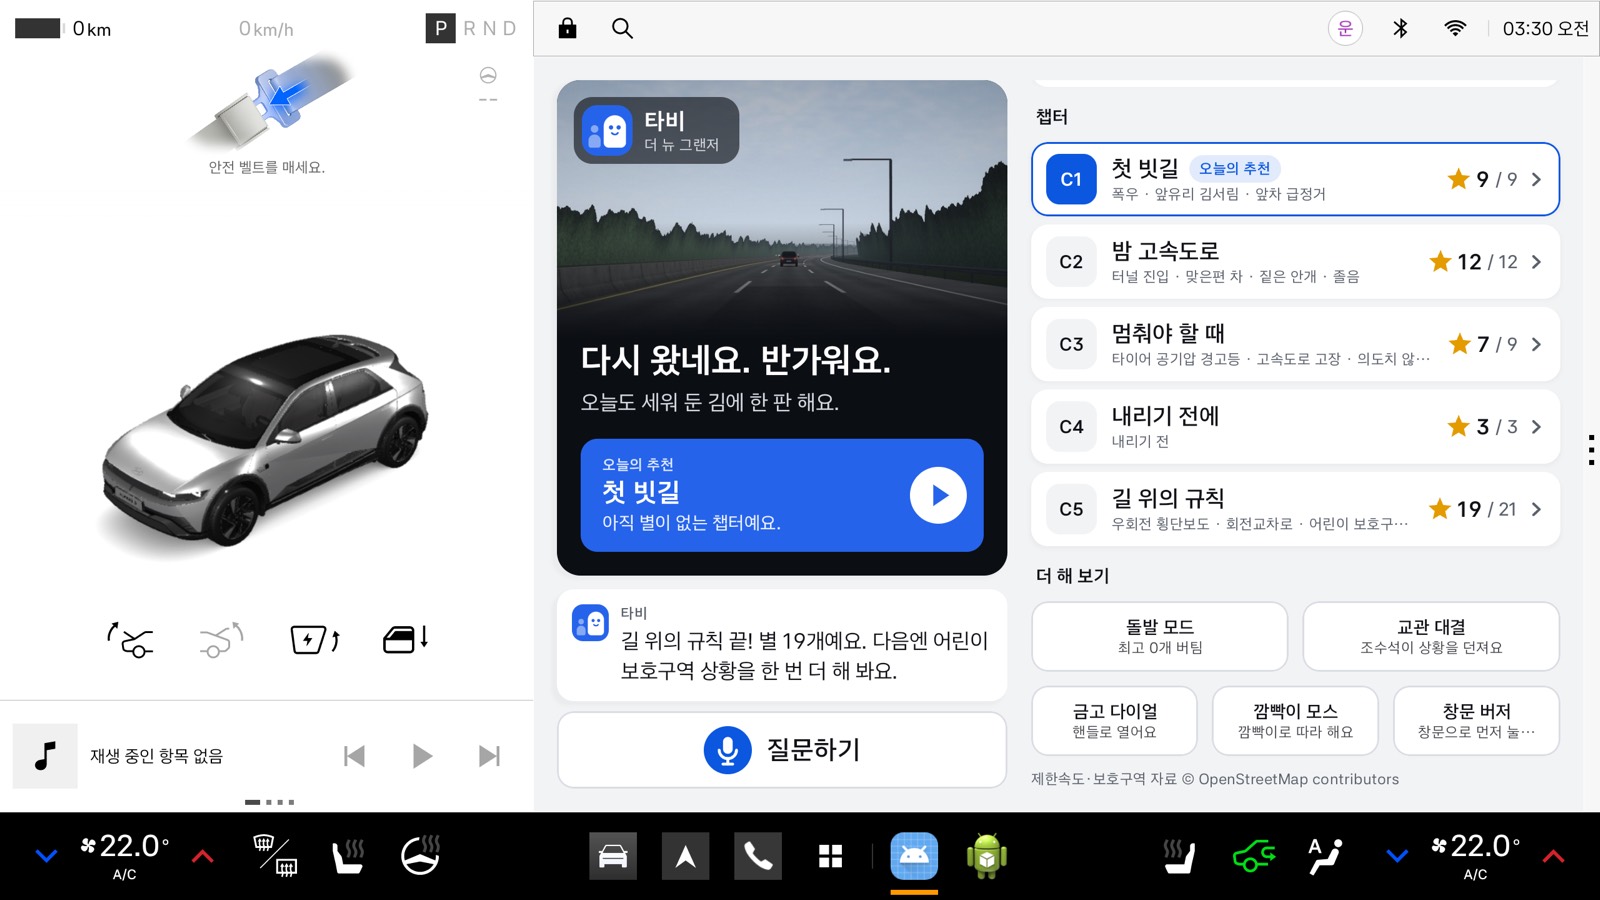 0 km
0 km/h
P R N D
--
안전 벨트를 매세요.
재생 중인 항목 없음
운
03:30 오전
타비
더 뉴 그랜저
다시 왔네요. 반가워요.
오늘도 세워 둔 김에 한 판 해요.
오늘의 추천
첫 빗길
아직 별이 없는 챕터예요.
타비
길 위의 규칙 끝! 별 19개예요. 다음엔 어린이
보호구역 상황을 한 번 더 해 봐요.
질문하기
챕터
C1
첫 빗길 오늘의 추천
폭우 · 앞유리 김서림 · 앞차 급정거
9 / 9
C2
밤 고속도로
터널 진입 · 맞은편 차 · 짙은 안개 · 졸음
12 / 12
C3
멈춰야 할 때
타이어 공기압 경고등 · 고속도로 고장 · 의도치 않…
7 / 9
C4
내리기 전에
내리기 전
3 / 3
C5
길 위의 규칙
우회전 횡단보도 · 회전교차로 · 어린이 보호구…
19 / 21
더 해 보기
돌발 모드
최고 0개 버팀
교관 대결
조수석이 상황을 던져요
금고 다이얼
핸들로 열어요
깜빡이 모스
깜빡이로 따라 해요
창문 버저
창문으로 먼저 눌…
제한속도·보호구역 자료 © OpenStreetMap contributors
22.0°
A/C
A
22.0°
A/C